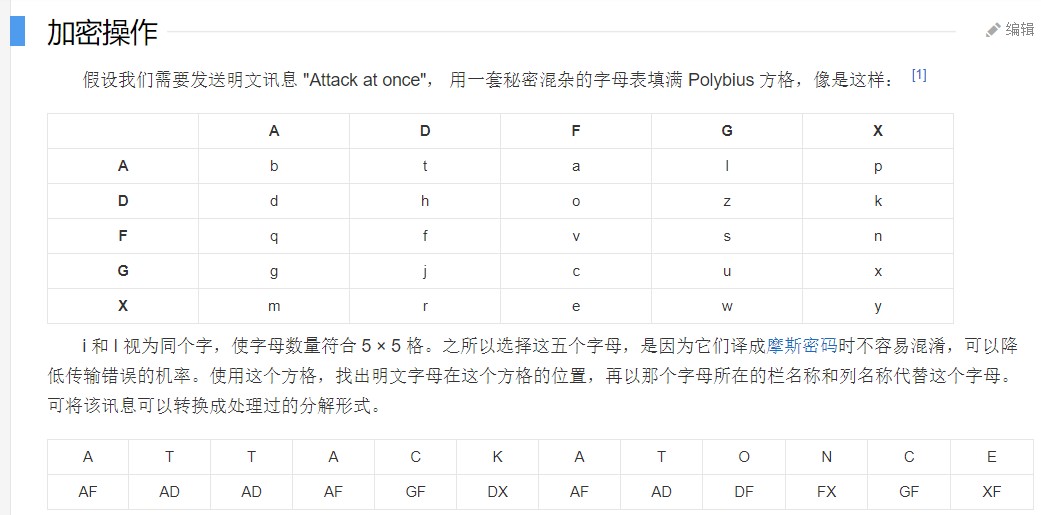 加密操作
编辑
假设我们需要发送明文讯息 "Attack at once"， 用一套秘密混杂的字母表填满 Polybius 方格，像是这样： [1]
A D F G X
A b t a l p
D d h o z k
F q f v s n
G g j c u x
X m r e w y
i 和 l 视为同个字，使字母数量符合 5 × 5 格。之所以选择这五个字母，是因为它们译成摩斯密码时不容易混淆，可以降
低传输错误的机率。使用这个方格，找出明文字母在这个方格的位置，再以那个字母所在的栏名称和列名称代替这个字母。
可将该讯息可以转换成处理过的分解形式。
A T T A C K A T O N C E
AF AD AD AF GF DX AF AD DF FX GF XF